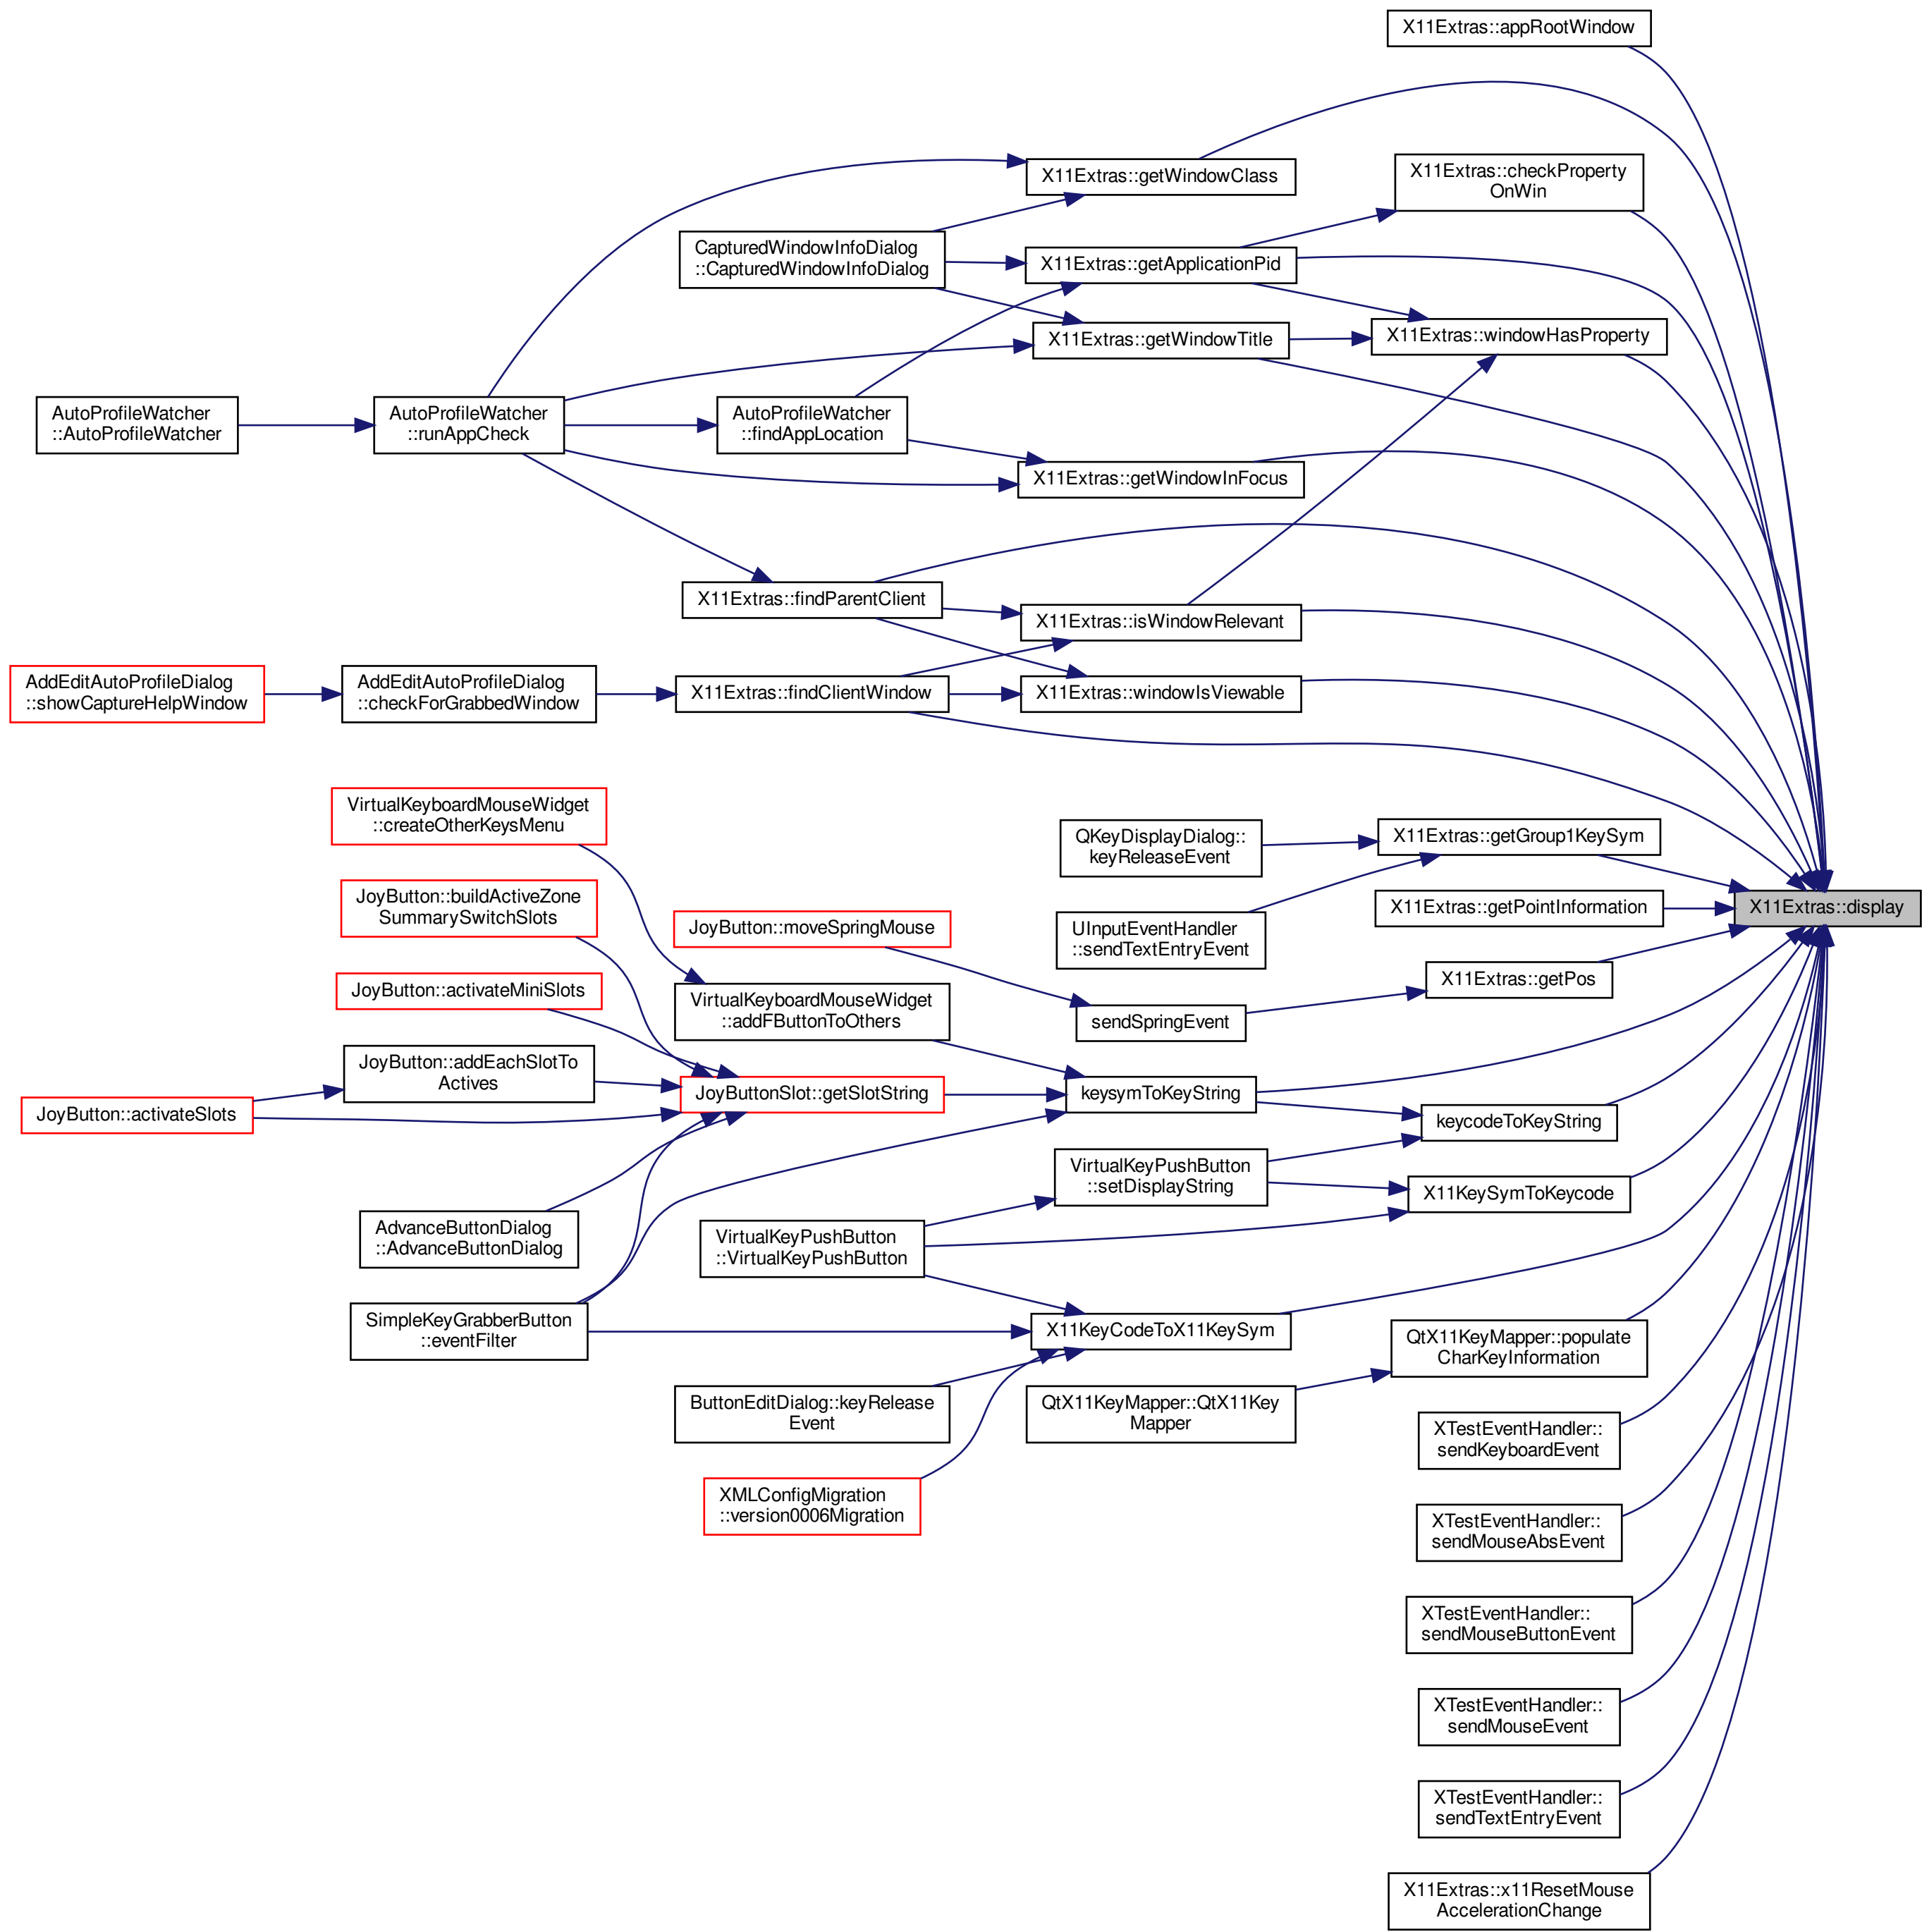 X11Extras::appRootWindow
X11Extras::getWindowClass
X11Extras::checkProperty
OnWin
CapturedWindowInfoDialog
::CapturedWindowInfoDialog
X11Extras::getApplicationPid
X11Extras::getWindowTitle
X11Extras::windowHasProperty
AutoProfileWatcher
::AutoProfileWatcher
AutoProfileWatcher
::runAppCheck
AutoProfileWatcher
::findAppLocation
X11Extras::getWindowInFocus
X11Extras::findParentClient
X11Extras::isWindowRelevant
AddEditAutoProfileDialog
::showCaptureHelpWindow
AddEditAutoProfileDialog
::checkForGrabbedWindow
X11Extras::findClientWindow
X11Extras::windowIsViewable
VirtualKeyboardMouseWidget
::createOtherKeysMenu
QKeyDisplayDialog::
keyReleaseEvent
X11Extras::getGroup1KeySym
JoyButton::buildActiveZone
SummarySwitchSlots
X11Extras::getPointInformation
X11Extras::display
JoyButton::moveSpringMouse
UInputEventHandler
::sendTextEntryEvent
JoyButton::activateMiniSlots
VirtualKeyboardMouseWidget
::addFButtonToOthers
X11Extras::getPos
sendSpringEvent
JoyButton::addEachSlotTo
Actives
JoyButtonSlot::getSlotString
keysymToKeyString
JoyButton::activateSlots
keycodeToKeyString
VirtualKeyPushButton
::setDisplayString
X11KeySymToKeycode
AdvanceButtonDialog
::AdvanceButtonDialog
VirtualKeyPushButton
::VirtualKeyPushButton
SimpleKeyGrabberButton
::eventFilter
X11KeyCodeToX11KeySym
QtX11KeyMapper::populate
CharKeyInformation
ButtonEditDialog::keyRelease
Event
QtX11KeyMapper::QtX11Key
Mapper
XTestEventHandler::
sendKeyboardEvent
XMLConfigMigration
::version0006Migration
XTestEventHandler::
sendMouseAbsEvent
XTestEventHandler::
sendMouseButtonEvent
XTestEventHandler::
sendMouseEvent
XTestEventHandler::
sendTextEntryEvent
X11Extras::x11ResetMouse
AccelerationChange